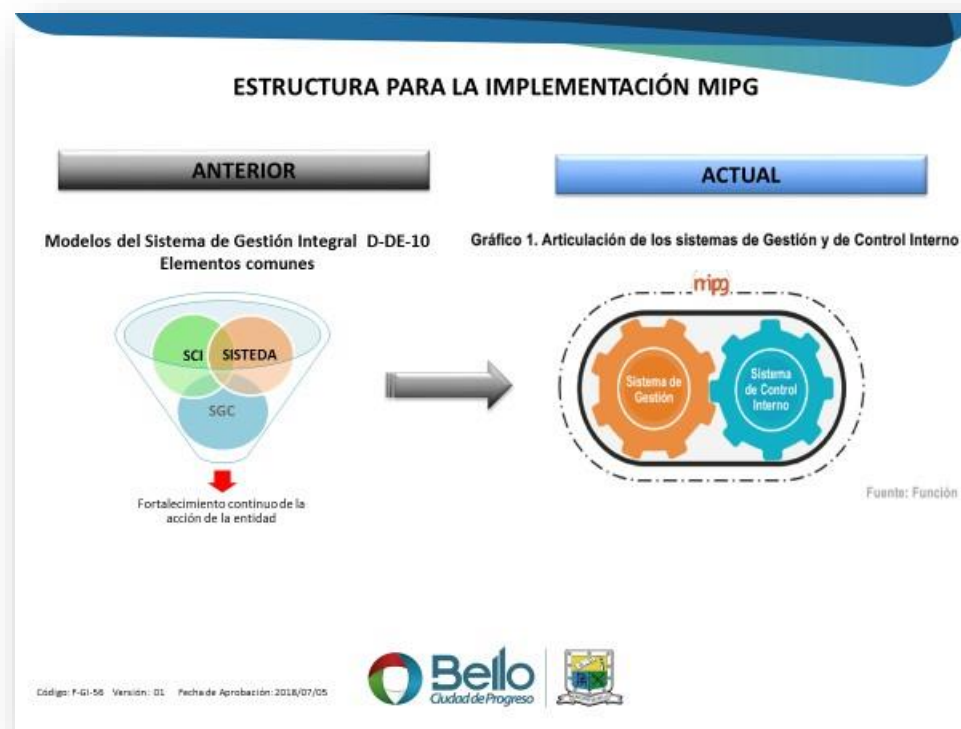 ESTRUCTURA PARA LA IMPLEMENTACIÓN MIPG
ANTERIOR
ACTUAL
Modelos del Sistema de Gestión Integral D-DE-10
Elementos comunes
Gráfico 1. Articulación de los sistemas de Gestión y de Control Interno
SCI
SISTEDA
SGC
mipg
Sistema de
Gestión
Sistema
de Control
Interno
Fortalecimiento continuo de la
acción de la entidad
Fuente: Función
Código: F-GI-56 Versión: 01 Fecha de Aprobación: 2018/07/05
Bello
Ciudad de Progreso